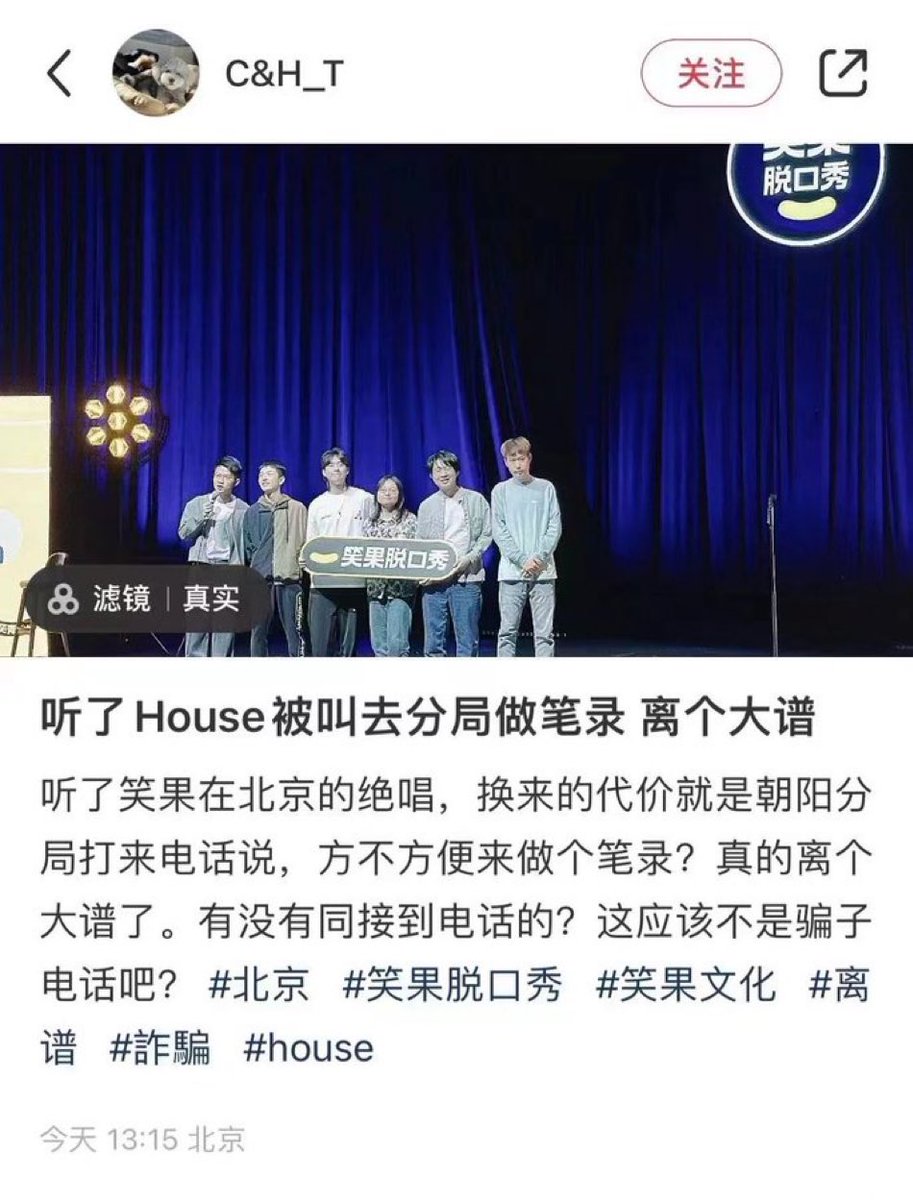 C&H_T
关注
笑果
脱口秀
笑果脱口秀
滤镜 | 真实
听了House被叫去分局做笔录 离个大谱
听了笑果在北京的绝唱，换来的代价就是朝阳分
局打来电话说，方不方便来做个笔录？真的离个
大谱了。有没有同接到电话的？这应该不是骗子
电话吧？ #北京 #笑果脱口秀 #笑果文化 #离
谱 #詐騙 #house
今天 13:15 北京